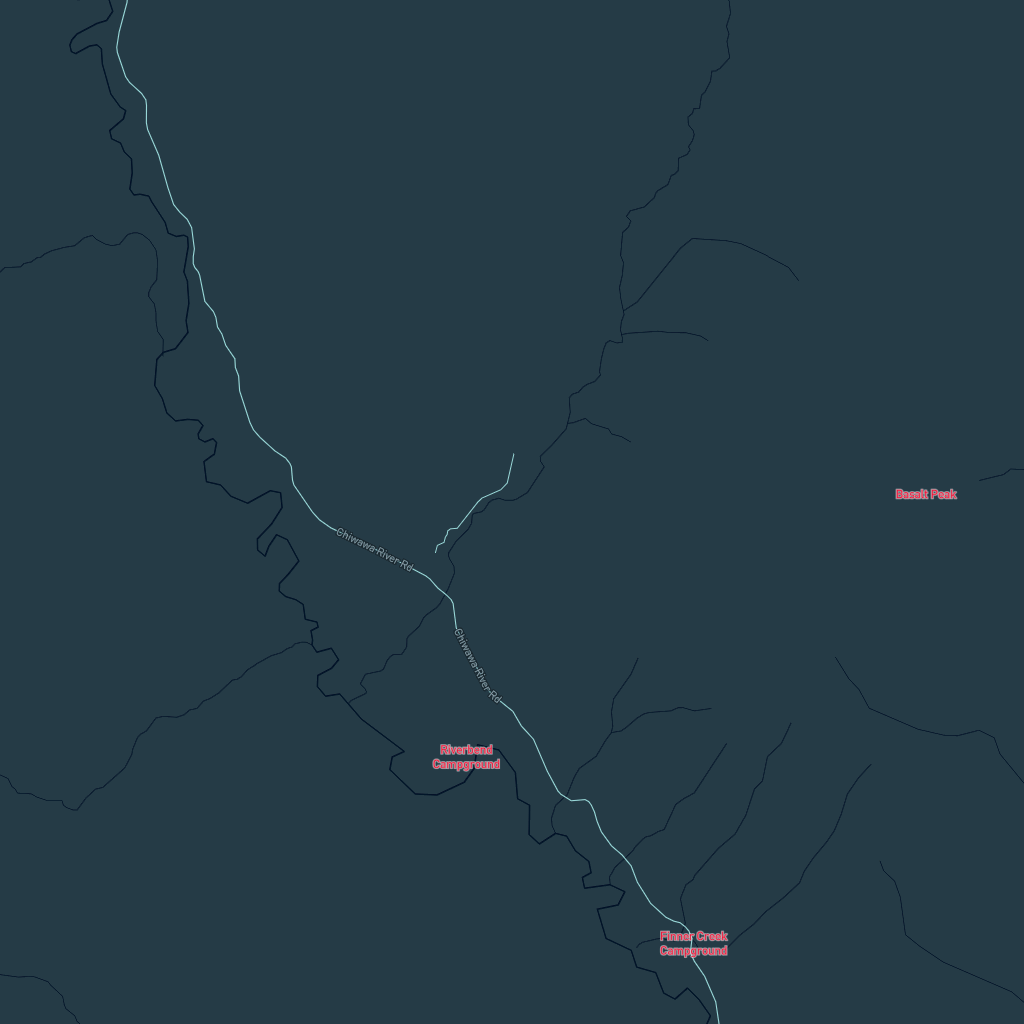 Basalt Peak
Chiwawa River Rd
Chiwawa River Rd
Riverbend
Campground
Finner Creek
Campground